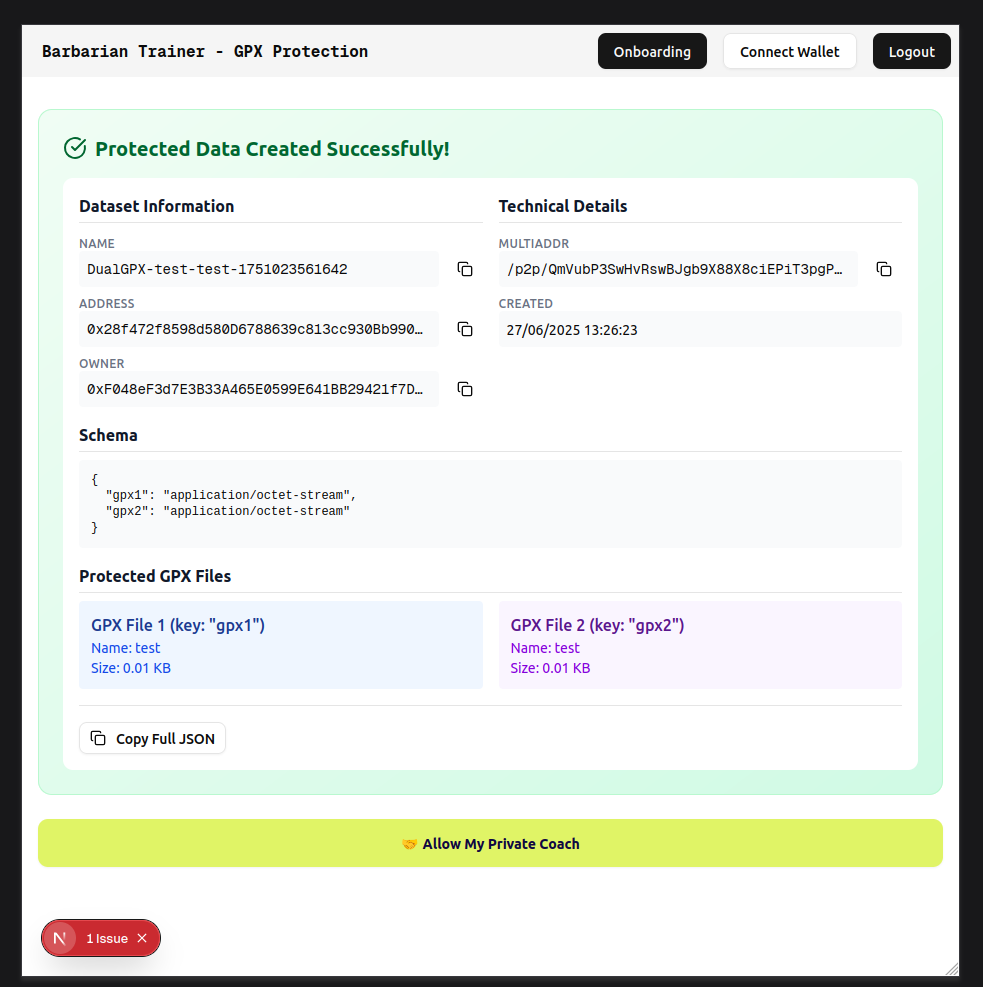 Barbarian Trainer - GPX Protection
Onboarding
Connect Wallet
Logout
Protected Data Created Successfully!
Dataset Information
NAME
DualGPX-test-test-1751023561642
ADDRESS
0x28f472f8598d580D6788639c813cc930Bb990…
OWNER
0xF048eF3d7E3B33A465E0599E641BB29421f7D…
Technical Details
MULTIADDR
/p2p/QmVubP3SwHvRswBJgb9X88X8ciEPiT3pgP…
CREATED
27/06/2025 13:26:23
Schema
{
"gpx1": "application/octet-stream",
"gpx2": "application/octet-stream"
}
Protected GPX Files
GPX File 1 (key: "gpx1")
Name: test
Size: 0.01 KB
GPX File 2 (key: "gpx2")
Name: test
Size: 0.01 KB
Copy Full JSON
🤝 Allow My Private Coach
N
1 Issue